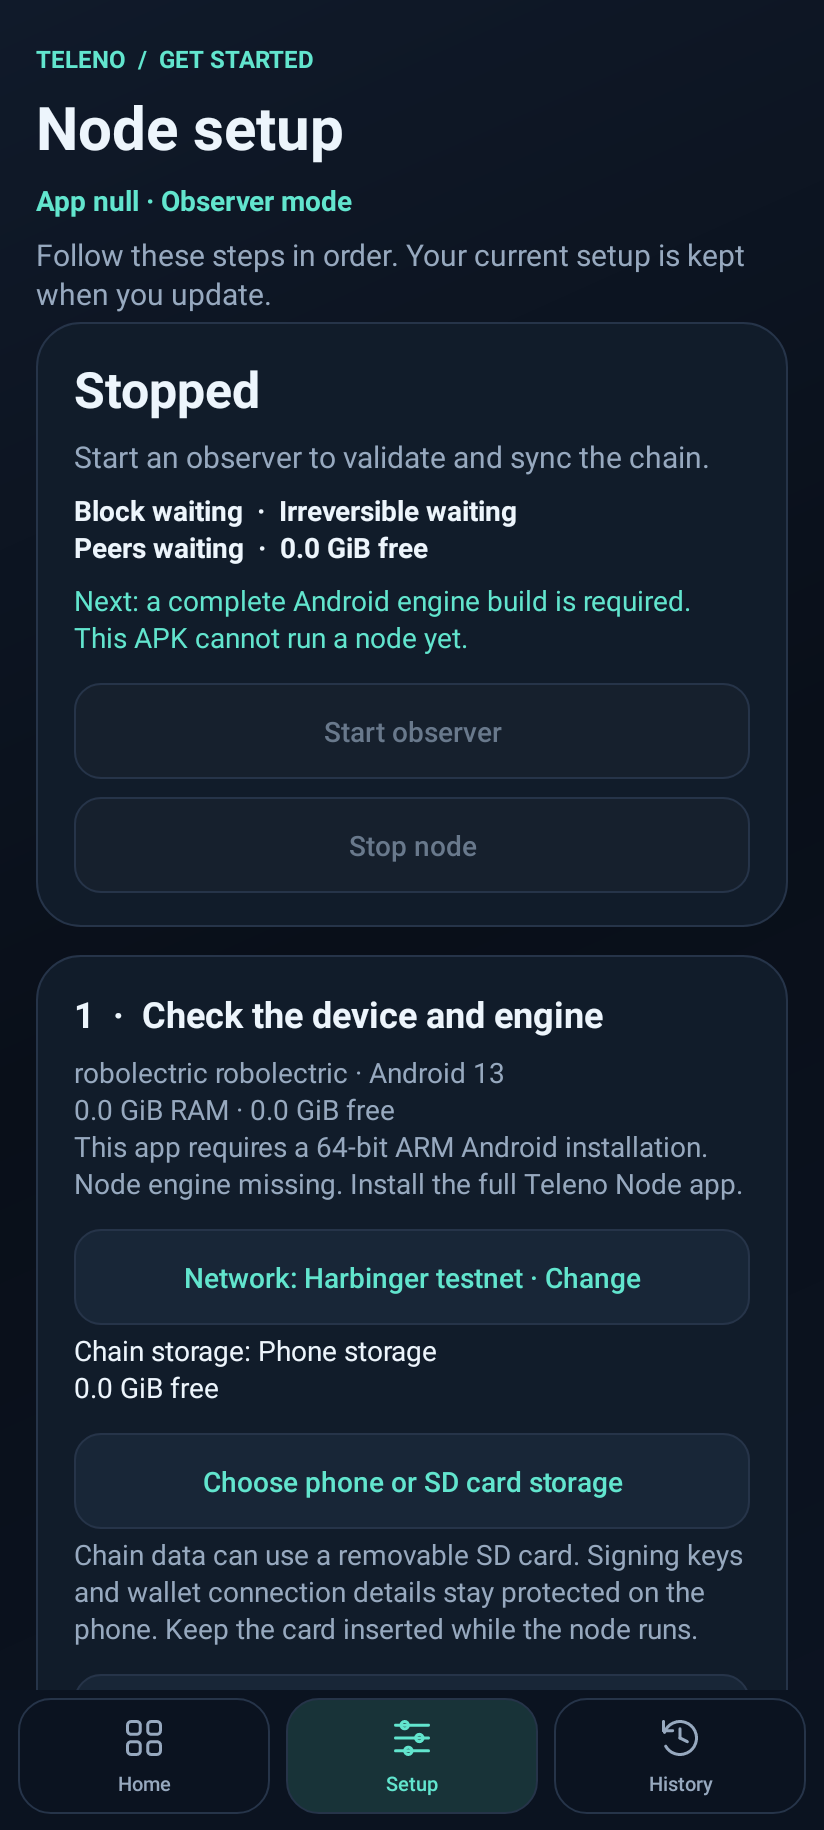 TELENO / GET STARTED
Node setup
App null · Observer mode
Follow these steps in order. Your current setup is kept
when you update.
Stopped
Start an observer to validate and sync the chain.
Block waiting · Irreversible waiting
Peers waiting · 0.0 GiB free
Next: a complete Android engine build is required.
This APK cannot run a node yet.
Start observer
Stop node
1 · Check the device and engine
robolectric robolectric · Android 13
0.0 GiB RAM · 0.0 GiB free
This app requires a 64-bit ARM Android installation.
Node engine missing. Install the full Teleno Node app.
Network: Harbinger testnet · Change
Chain storage: Phone storage
0.0 GiB free
Choose phone or SD card storage
Chain data can use a removable SD card. Signing keys
and wallet connection details stay protected on the
phone. Keep the card inserted while the node runs.
Home
Setup
History